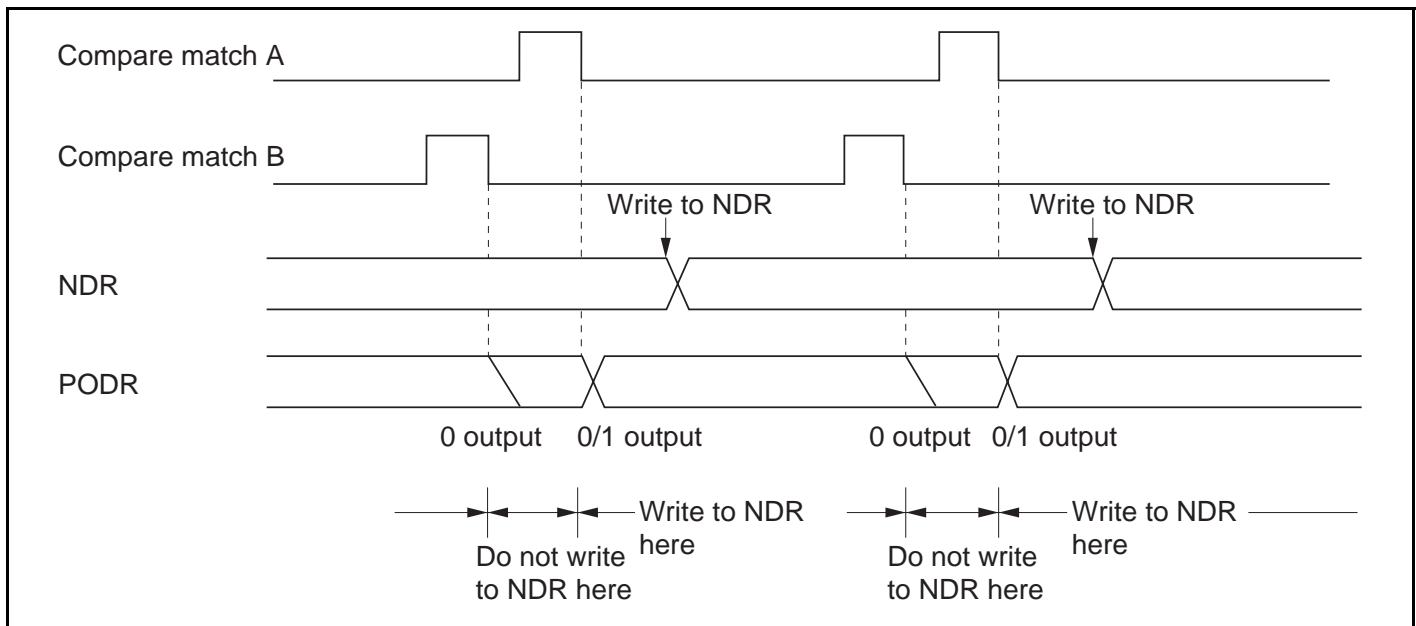 Compare match A
Compare match B
Write to NDR
Write to NDR
NDR
PODR
0 output
0/1 output
0 output
0/1 output
Write to NDR
here
Write to NDR
here
Do not write
to NDR here
Do not write
to NDR here